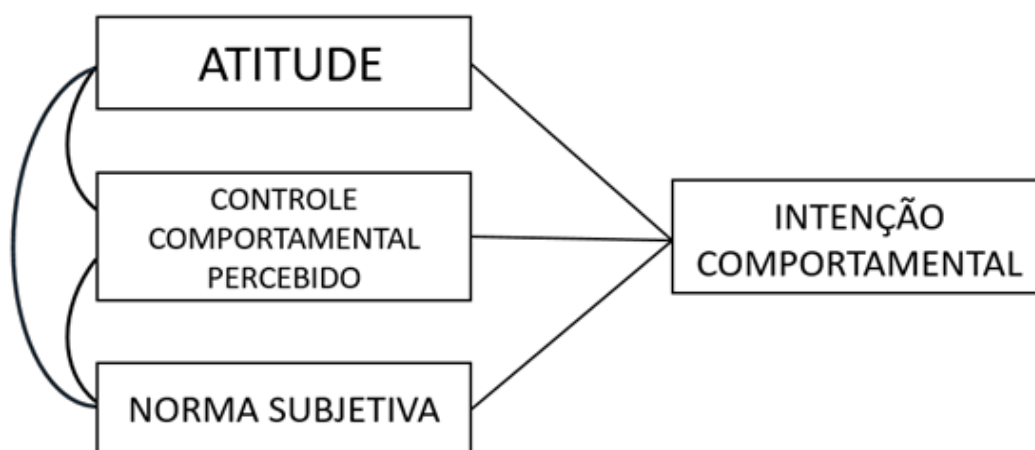 ATITUDE
CONTROLE
COMPORTAMENTAL
PERCEBIDO
INTENÇÃO
COMPORTAMENTAL
NORMA SUBJETIVA